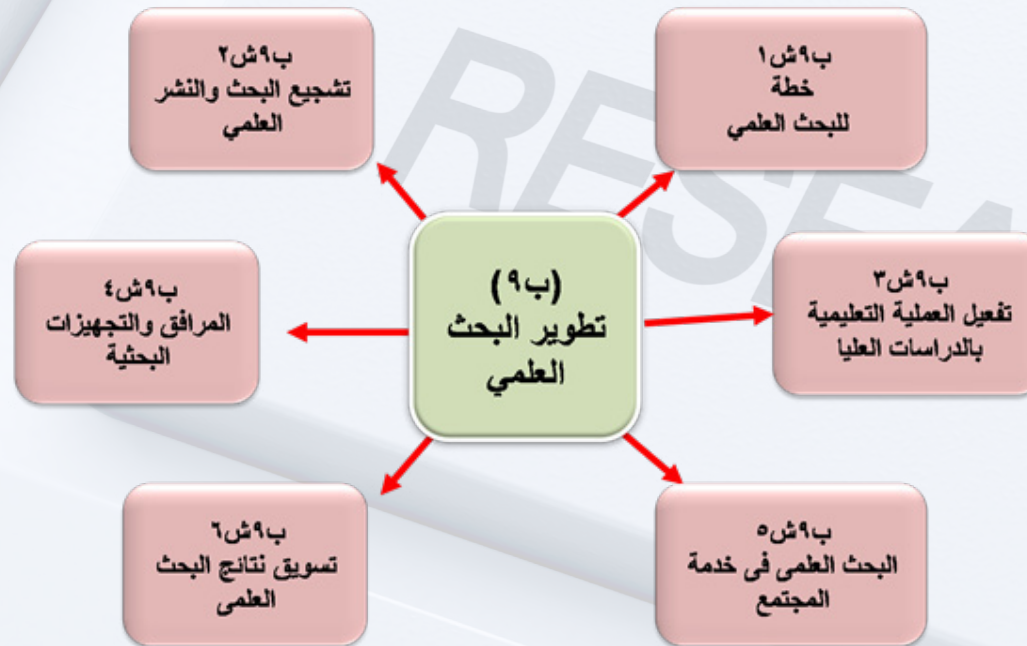 ب٩ش١
خطة
للبحث العلمي
ب٩ش٢
تشجيع البحث والنشر
العلمي
(ب٩)
تطوير البحث
العلمي
ب٩ش٣
تفعيل العملية التعليمية
بالدراسات العليا
ب٩ش٤
المرافق والتجهيزات
البحثية
ب٩ش٥
البحث العلمى فى خدمة
المجتمع
ب٩ش٦
تسويق نتائج البحث
العلمى